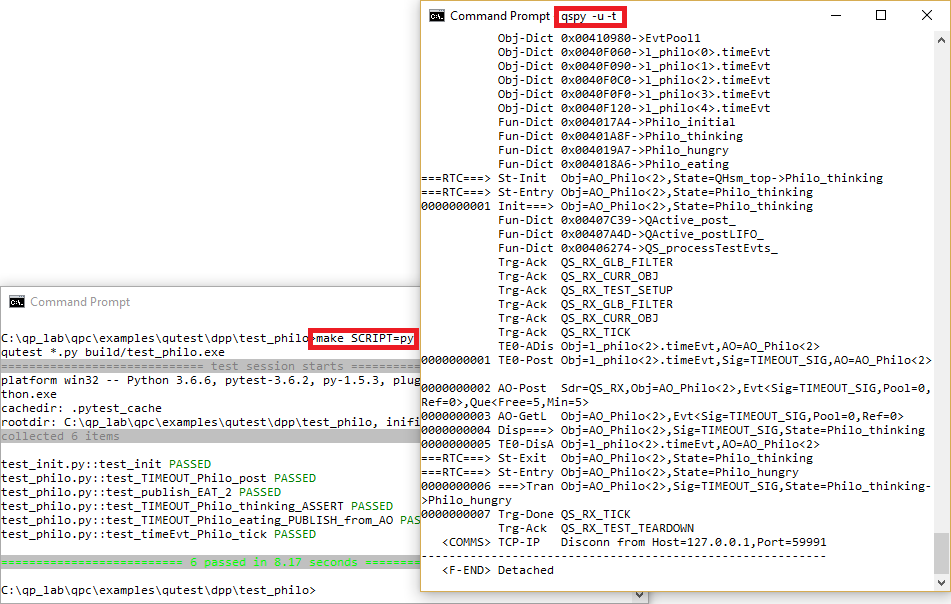 Command Prompt qspy -u -t
Obj-Dict 0x00410980->EvtPool1
Obj-Dict 0x0040F060->l_philo<0>.timeEvt
Obj-Dict 0x0040F090->l_philo<1>.timeEvt
Obj-Dict 0x0040F0C0->l_philo<2>.timeEvt
Obj-Dict 0x0040F0F0->l_philo<3>.timeEvt
Obj-Dict 0x0040F120->l_philo<4>.timeEvt
Fun-Dict 0x004017A4->Philo_initial
Fun-Dict 0x00401A8F->Philo_thinking
Fun-Dict 0x004019A7->Philo_hungry
Fun-Dict 0x004018A6->Philo_eating
===RTC===> St-Init  Obj=AO_Philo<2>,State=QHsm_top->Philo_thinking
===RTC===> St-Entry Obj=AO_Philo<2>,State=Philo_thinking
0000000001 Init===> Obj=AO_Philo<2>,State=Philo_thinking
Fun-Dict 0x00407C39->QActive_post_
Fun-Dict 0x00407A4D->QActive_postLIFO_
Fun-Dict 0x00406274->QS_processTestEvts_
Trg-Ack  QS_RX_GLB_FILTER
Trg-Ack  QS_RX_CURR_OBJ
Trg-Ack  QS_RX_TEST_SETUP
Trg-Ack  QS_RX_GLB_FILTER
Trg-Ack  QS_RX_CURR_OBJ
Trg-Ack  QS_RX_TICK
TE0-ADis Obj=l_philo<2>.timeEvt,AO=AO_Philo<2>
0000000001 TE0-Post Obj=l_philo<2>.timeEvt,Sig=TIMEOUT_SIG,AO=AO_Philo<2>
0000000002 AO-Post  Sdr=QS_RX,Obj=AO_Philo<2>,Evt<Sig=TIMEOUT_SIG,Pool=0,
Ref=0>,Que<Free=5,Min=5>
0000000003 AO-GetL  Obj=AO_Philo<2>,Evt<Sig=TIMEOUT_SIG,Pool=0,Ref=0>
0000000004 Disp===> Obj=AO_Philo<2>,Sig=TIMEOUT_SIG,State=Philo_thinking
0000000005 TE0-DisA Obj=l_philo<2>.timeEvt,AO=AO_Philo<2>
===RTC===> St-Exit  Obj=AO_Philo<2>,State=Philo_thinking
===RTC===> St-Entry Obj=AO_Philo<2>,State=Philo_hungry
0000000006 ===>Tran Obj=AO_Philo<2>,Sig=TIMEOUT_SIG,State=Philo_thinking-
>Philo_hungry
0000000007 Trg-Done QS_RX_TICK
Trg-Ack  QS_RX_TEST_TEARDOWN
<COMMS> TCP-IP   Disconn from Host=127.0.0.1,Port=59991
--------------------------------------------------------
<F-END> Detached
Command Prompt
C:\qp_lab\qpc\examples\qutest\dpp\test_philo>make SCRIPT=py
qutest *.py build/test_philo.exe
============================= test session starts ==========
platform win32 -- Python 3.6.6, pytest-3.6.2, py-1.5.3, plug
thon.exe
cachedir: .pytest_cache
rootdir: C:\qp_lab\qpc\examples\qutest\dpp\test_philo, inifi
collected 6 items
test_init.py::test_init PASSED
test_philo.py::test_TIMEOUT_Philo_post PASSED
test_philo.py::test_publish_EAT_2 PASSED
test_philo.py::test_TIMEOUT_Philo_thinking_ASSERT PASSED
test_philo.py::test_TIMEOUT_Philo_eating_PUBLISH_from_AO PAS
test_philo.py::test_timeEvt_Philo_tick PASSED
========================== 6 passed in 8.17 seconds ========
C:\qp_lab\qpc\examples\qutest\dpp\test_philo>